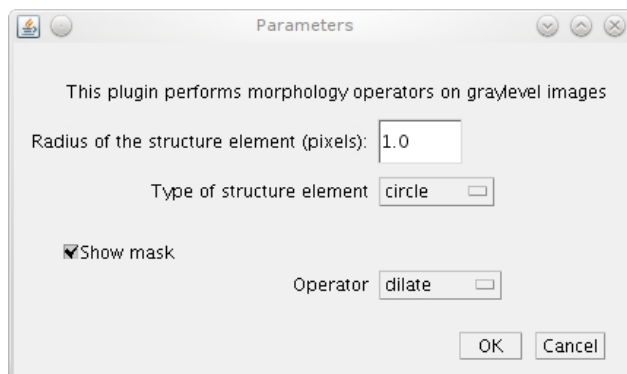 Parameters
This plugin performs morphology operators on graylevel images
Radius of the structure element (pixels): 1.0
Type of structure element circle
Show mask
Operator dilate
OK Cancel